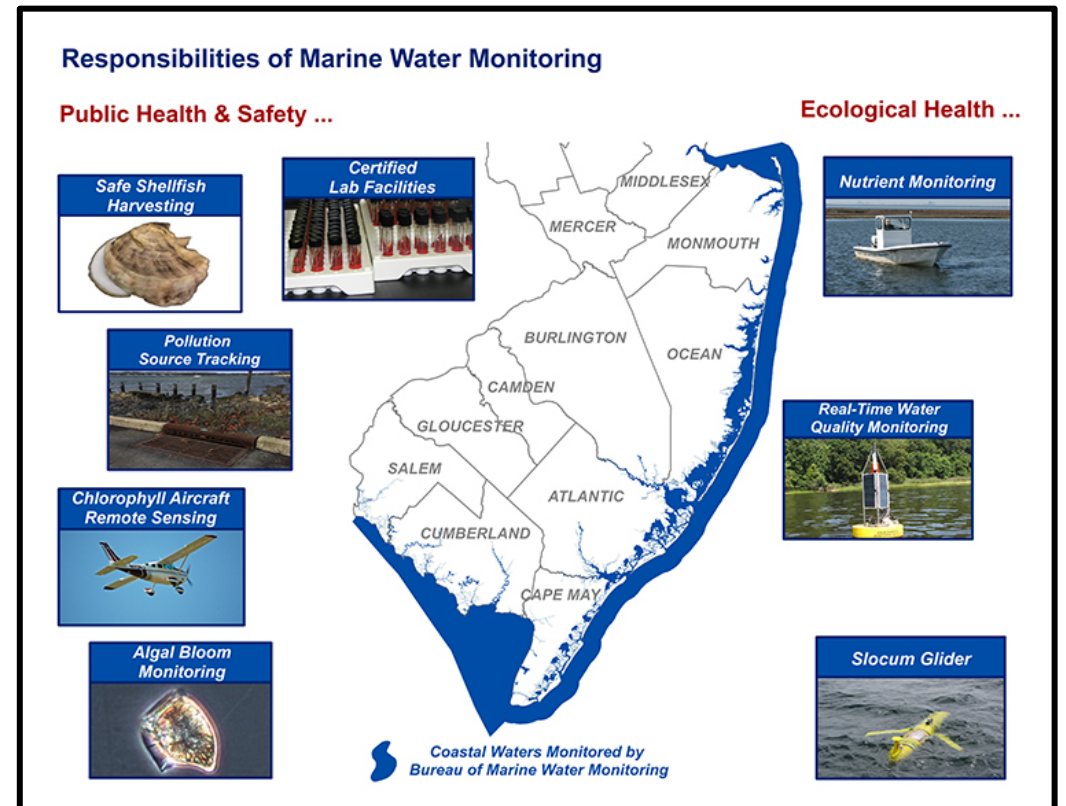 Responsibilities of Marine Water Monitoring
Public Health & Safety ...
Ecological Health ...
Safe Shellfish
Harvesting
Certified
Lab Facilities
Pollution
Source Tracking
Chlorophyll Aircraft
Remote Sensing
Algal Bloom
Monitoring
MIDDLESEX
MERCER
MONMOUTH
BURLINGTON
OCEAN
CAMDEN
GLOUCESTER
SALEM
ATLANTIC
CUMBERLAND
CAPE MAY
Nutrient Monitoring
Real-Time Water
Quality Monitoring
Slocum Glider
Coastal Waters Monitored by
Bureau of Marine Water Monitoring